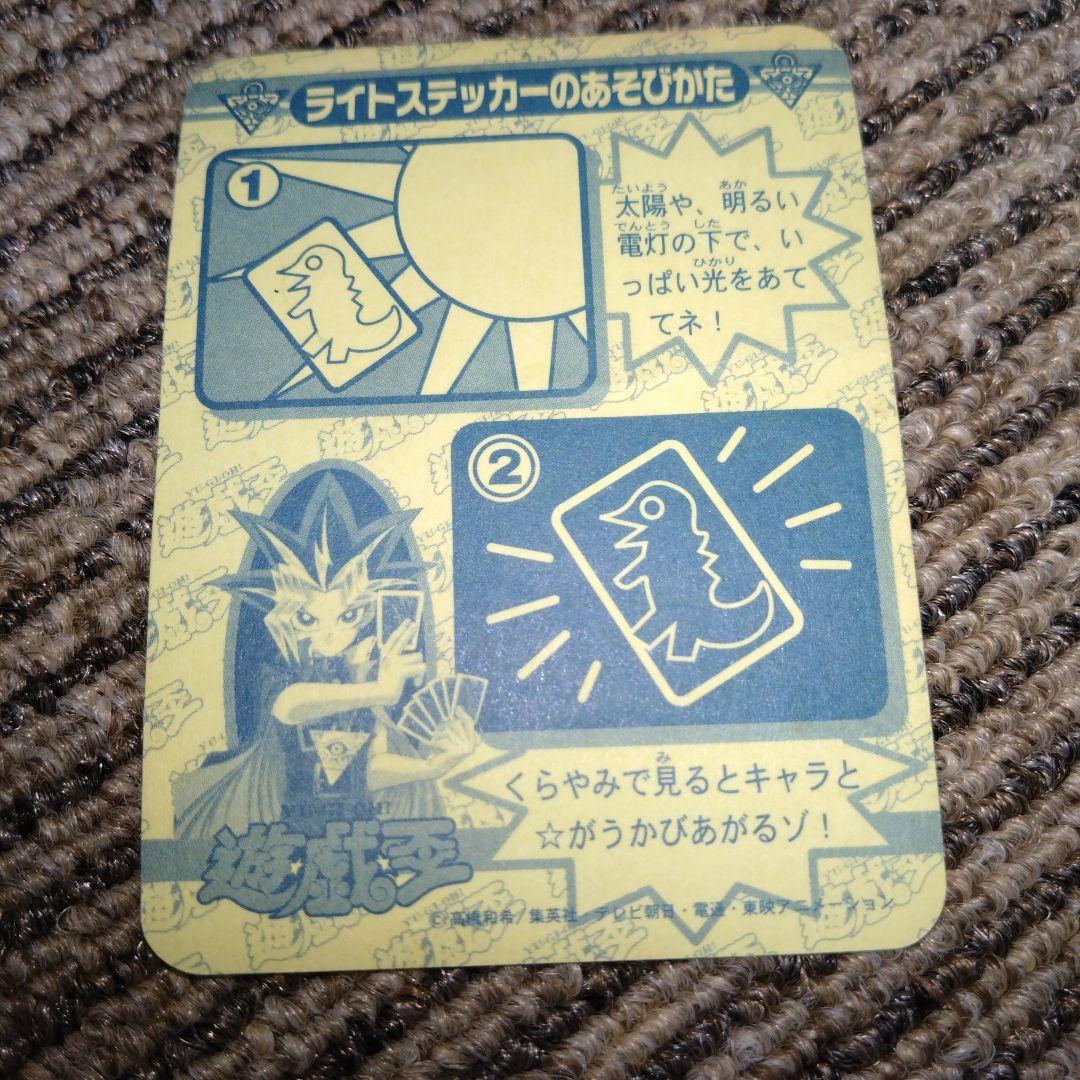 ライトステッカーのあそびかた
1
たいよう あか
太陽や、明るい
でんとう した
電灯の下で、い
ひかり
っぱい光をあて
てネ！
2
み
くらやみで見るとキャラと
☆がうかびあがるゾ！
YU-GI-OH!
遊戯王
©高橋和希/集英社・テレビ朝日・電通・東映アニメーション